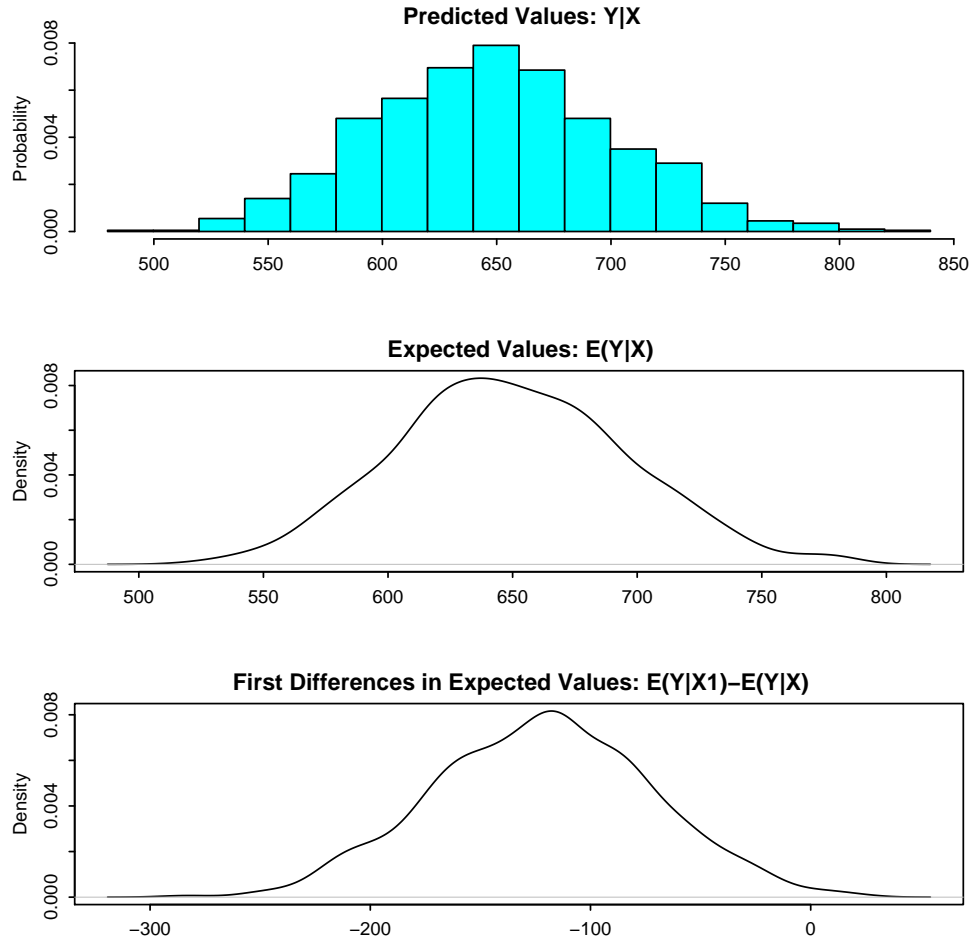 Predicted Values: Y|X
Probability
0.000 0.004 0.008
500 550 600 650 700 750 800 850
Expected Values: E(Y|X)
Density
0.000 0.004 0.008
500 550 600 650 700 750 800
First Differences in Expected Values: E(Y|X1)−E(Y|X)
Density
0.000 0.004 0.008
−300 −200 −100 0